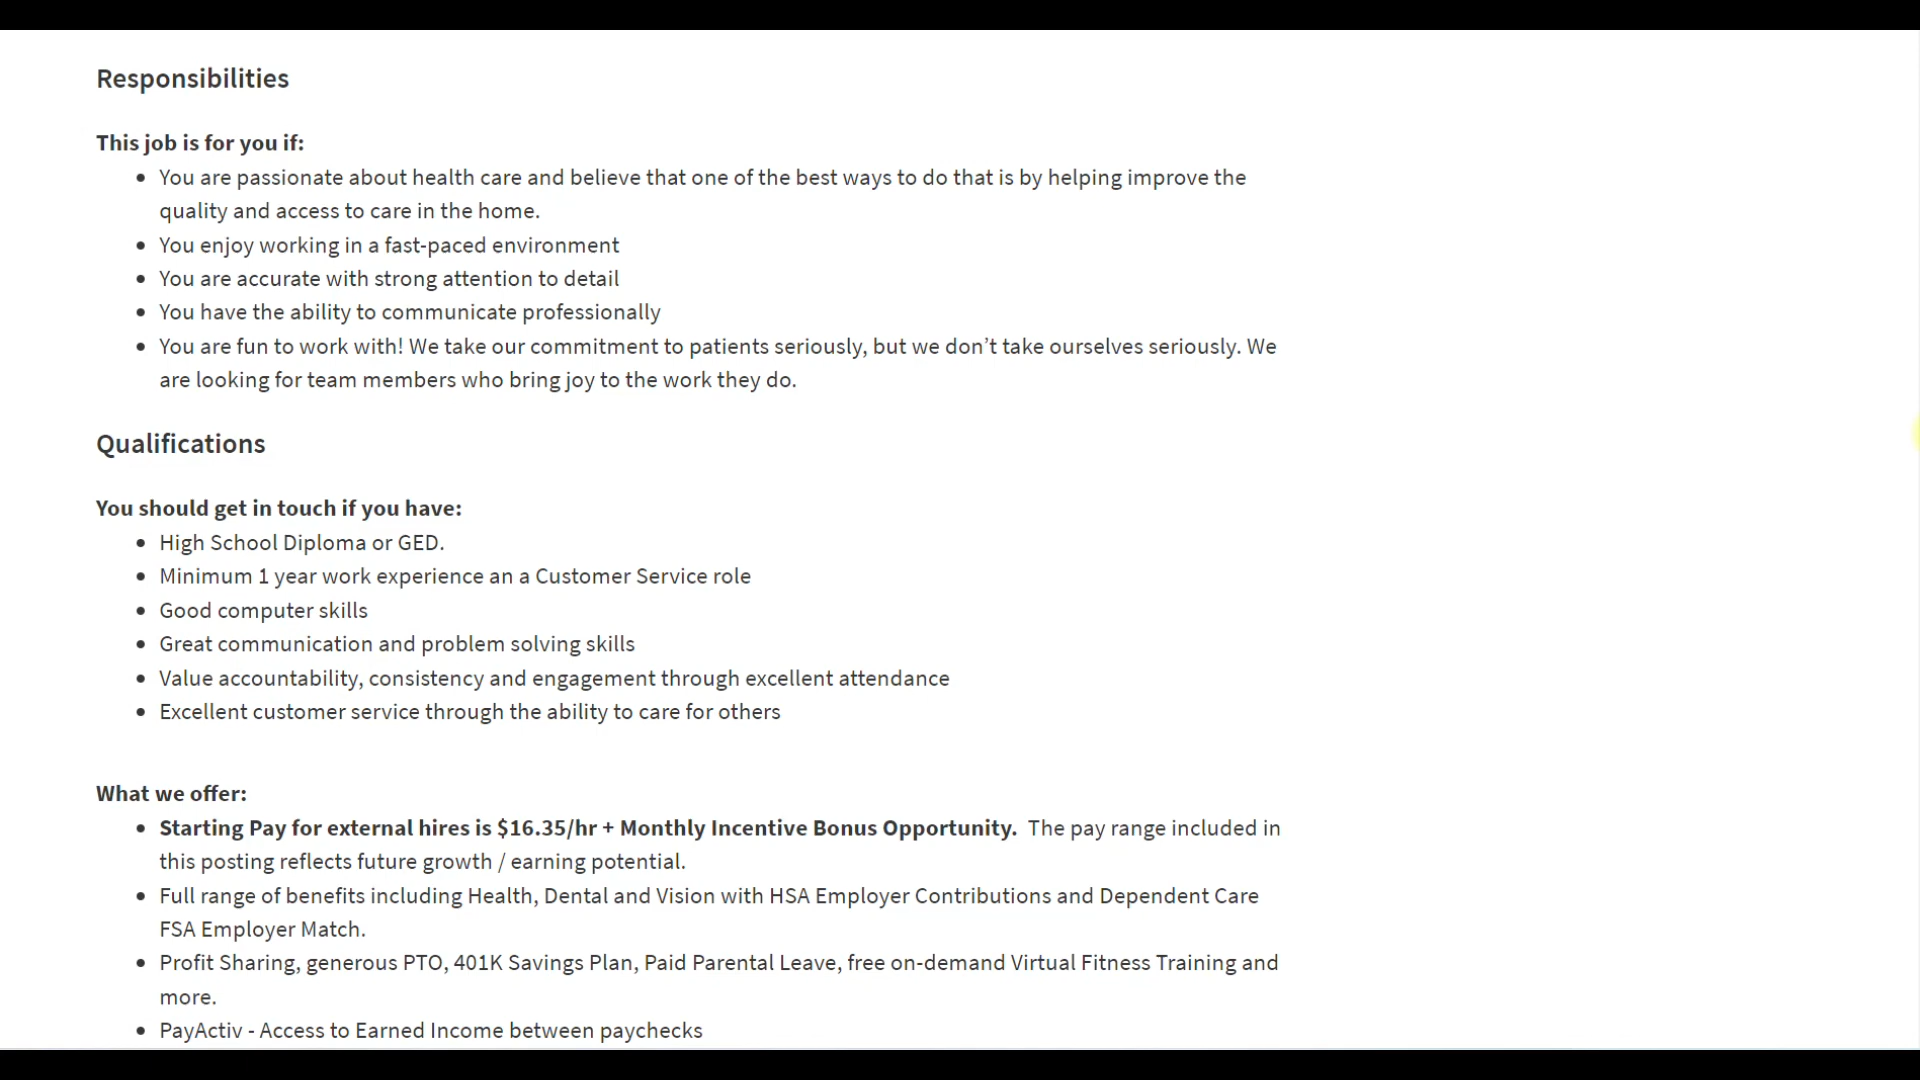 Responsibilities
This job is for you if:
You are passionate about health care and believe that one of the best ways to do that is by helping improve the
quality and access to care in the home.
You enjoy working in a fast-paced environment
You are accurate with strong attention to detail
You have the ability to communicate professionally
You are fun to work with! We take our commitment to patients seriously, but we don’t take ourselves seriously. We
are looking for team members who bring joy to the work they do.
Qualifications
You should get in touch if you have:
High School Diploma or GED.
Minimum 1 year work experience an a Customer Service role
Good computer skills
Great communication and problem solving skills
Value accountability, consistency and engagement through excellent attendance
Excellent customer service through the ability to care for others
What we offer:
Starting Pay for external hires is $16.35/hr + Monthly Incentive Bonus Opportunity. The pay range included in
this posting reflects future growth / earning potential.
Full range of benefits including Health, Dental and Vision with HSA Employer Contributions and Dependent Care
FSA Employer Match.
Profit Sharing, generous PTO, 401K Savings Plan, Paid Parental Leave, free on-demand Virtual Fitness Training and
more.
PayActiv - Access to Earned Income between paychecks